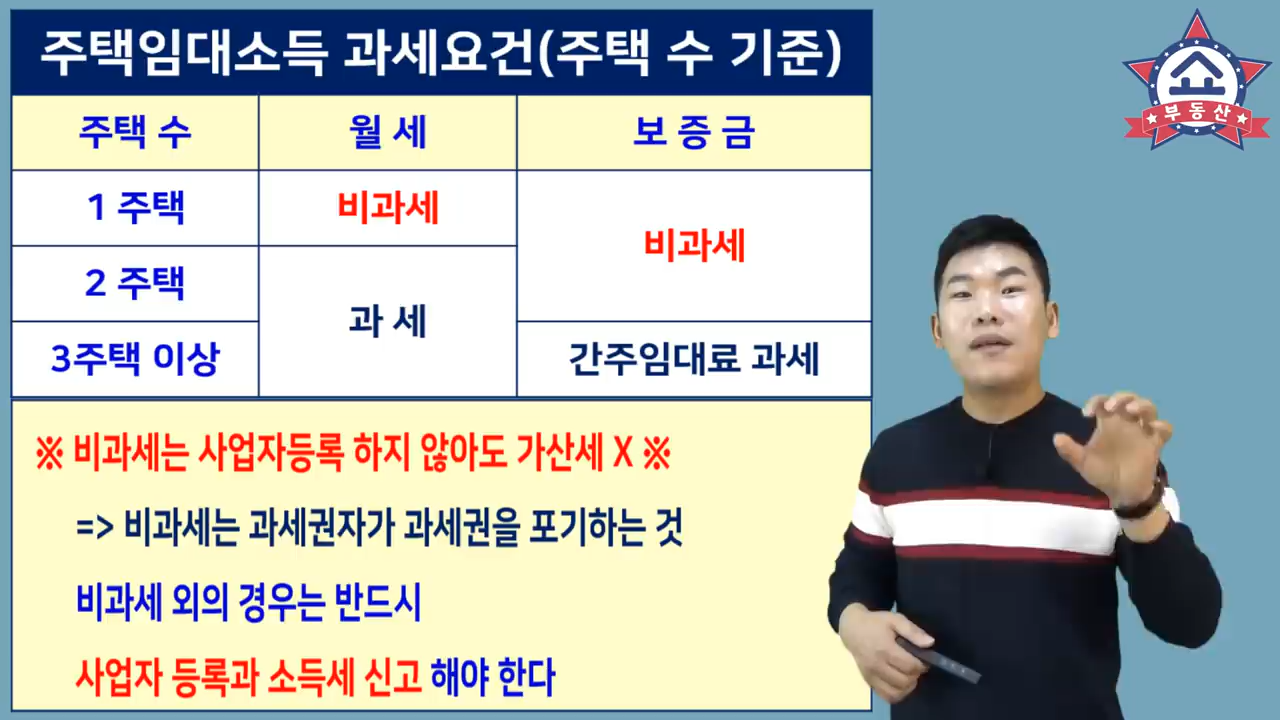 주택임대소득 과세요건(주택 수 기준)
주택 수 월 세 보 증 금
1 주택 비과세
비과세
2 주택
과 세
3주택 이상 간주임대료 과세
※ 비과세는 사업자등록 하지 않아도 가산세 X ※
=> 비과세는 과세권자가 과세권을 포기하는 것
비과세 외의 경우는 반드시
사업자 등록과 소득세 신고 해야 한다
쇼
부동산